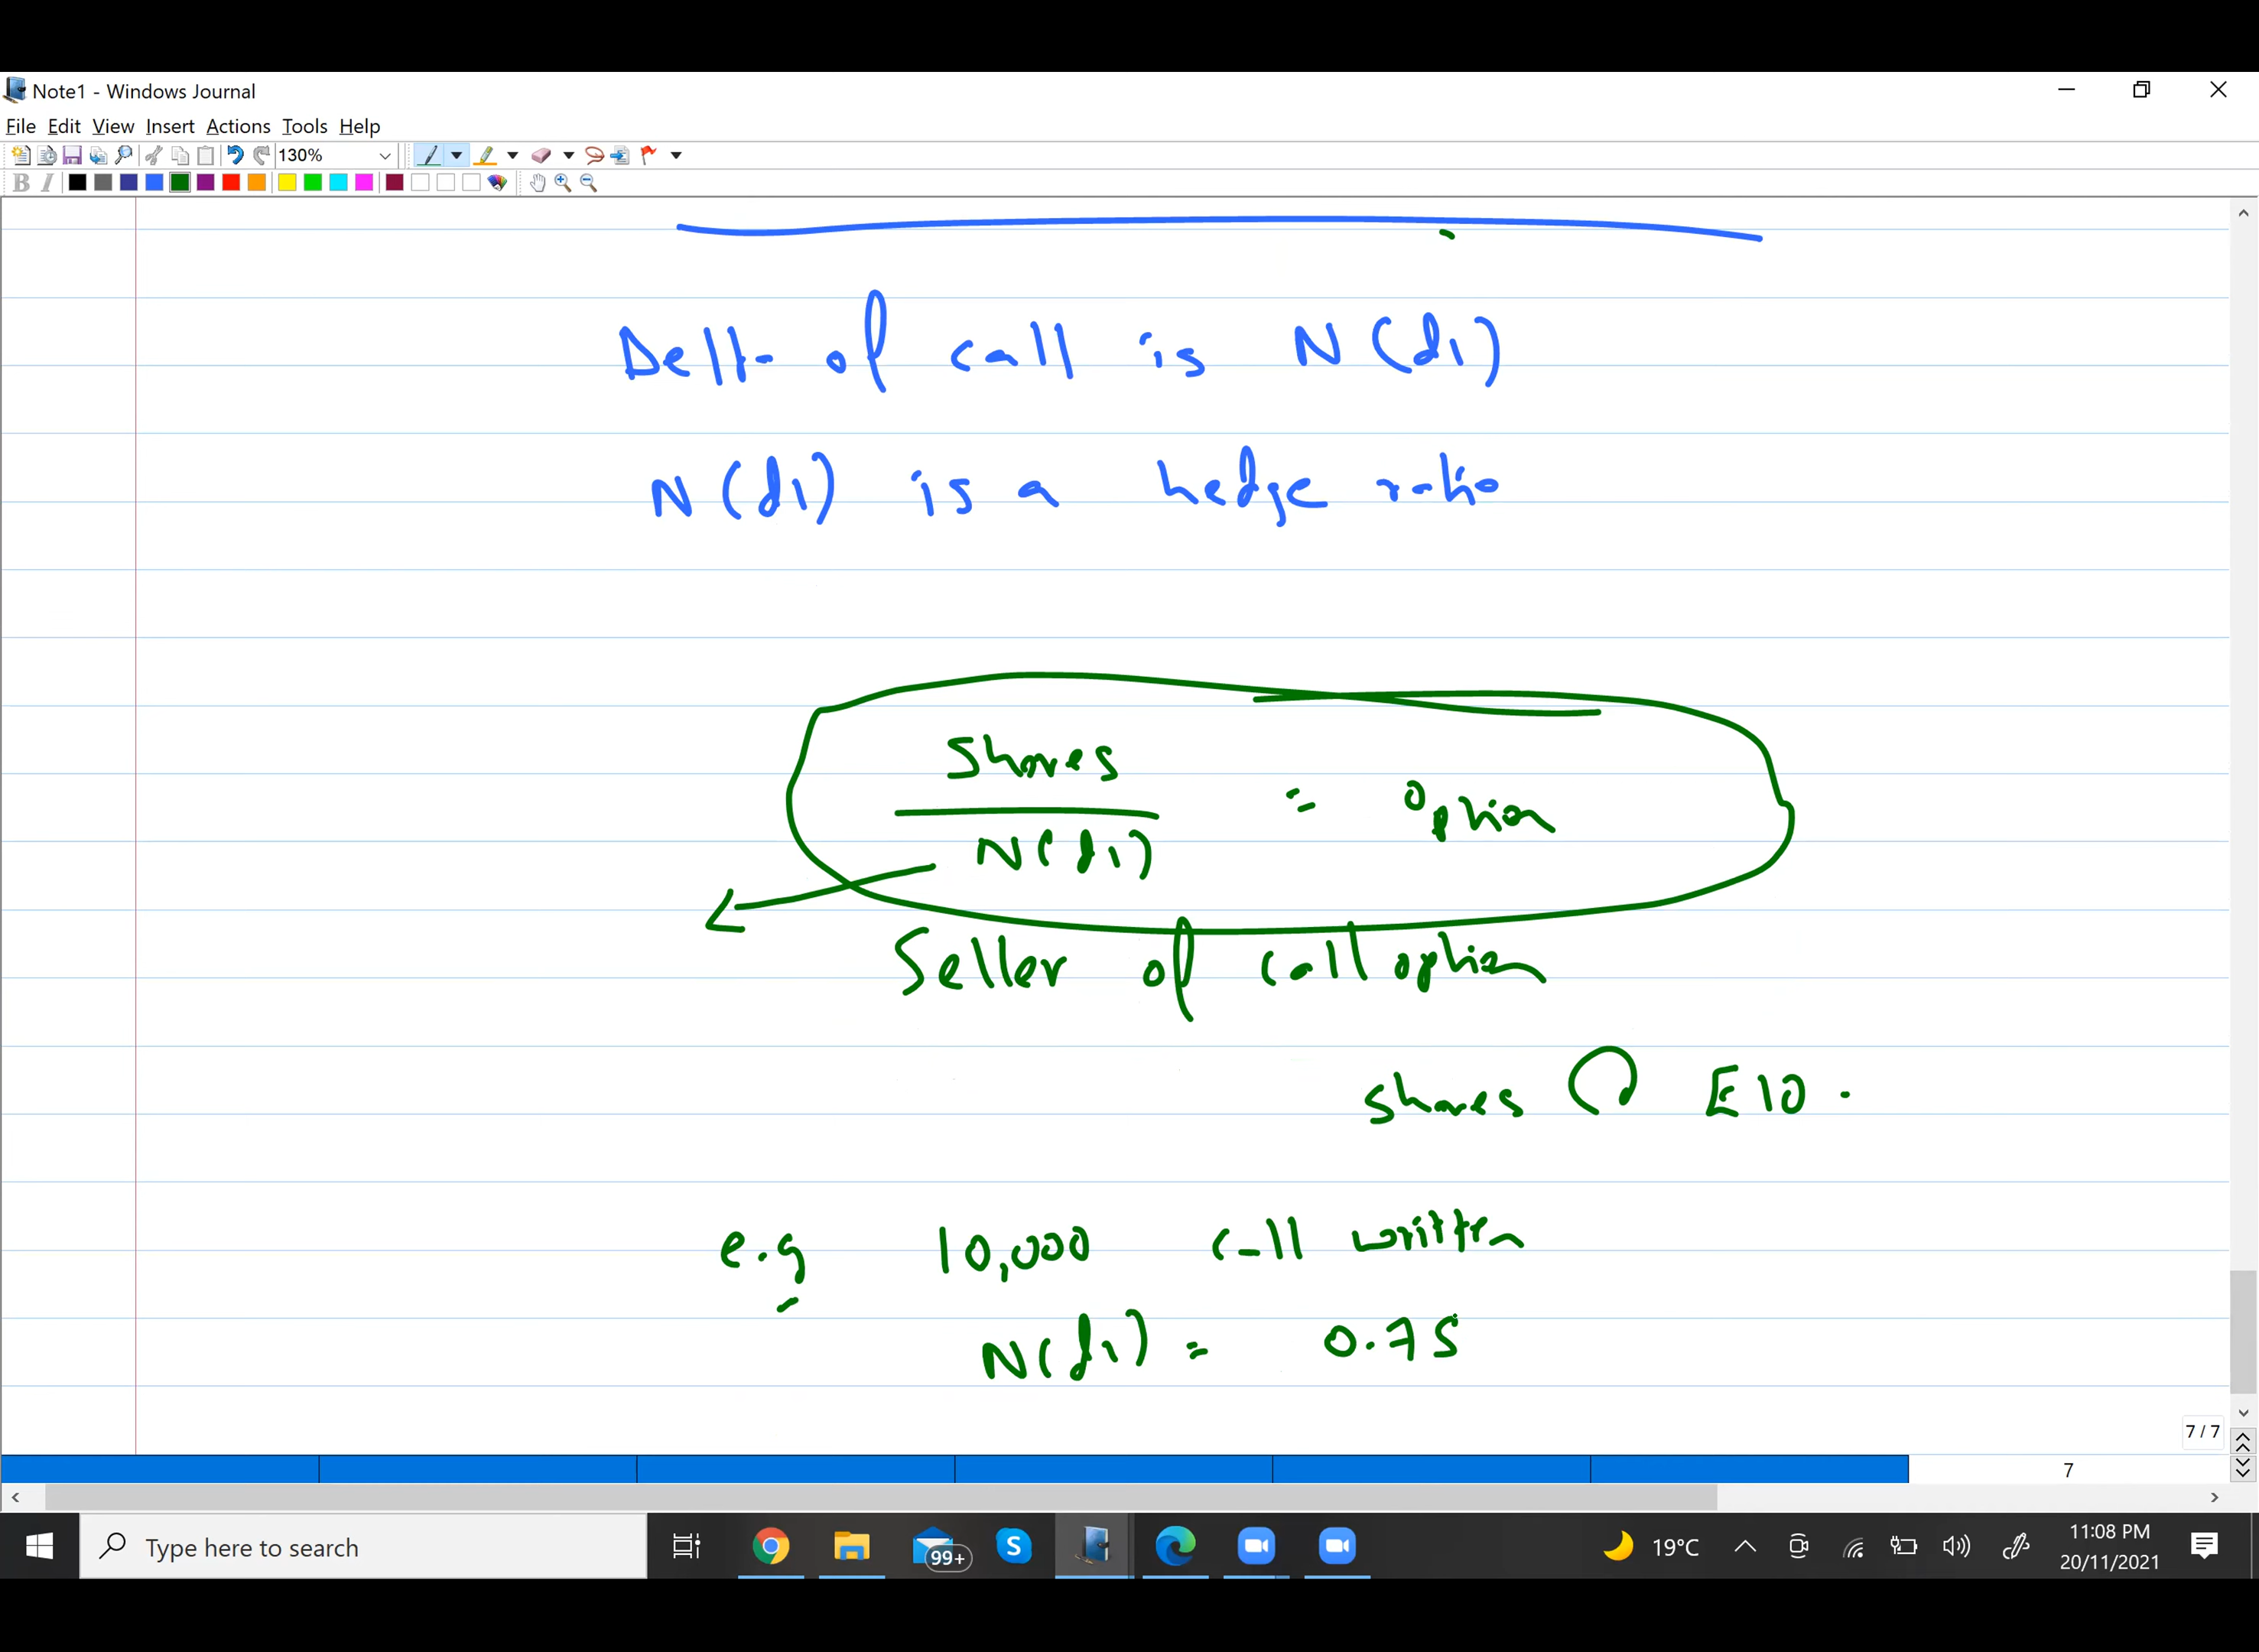 Note1 - Windows Journal
File Edit View Insert Actions Tools Help
130%
B I
Delta of call is N(d1)
N(d1) is a hedge ratio
Shares
N(d1)
= option
Seller of call option
shares E10.
e.g 10,000 call written
N(d1) = 0.75
7 / 7
7
Type here to search
99+
S
19°C
11:08 PM
20/11/2021